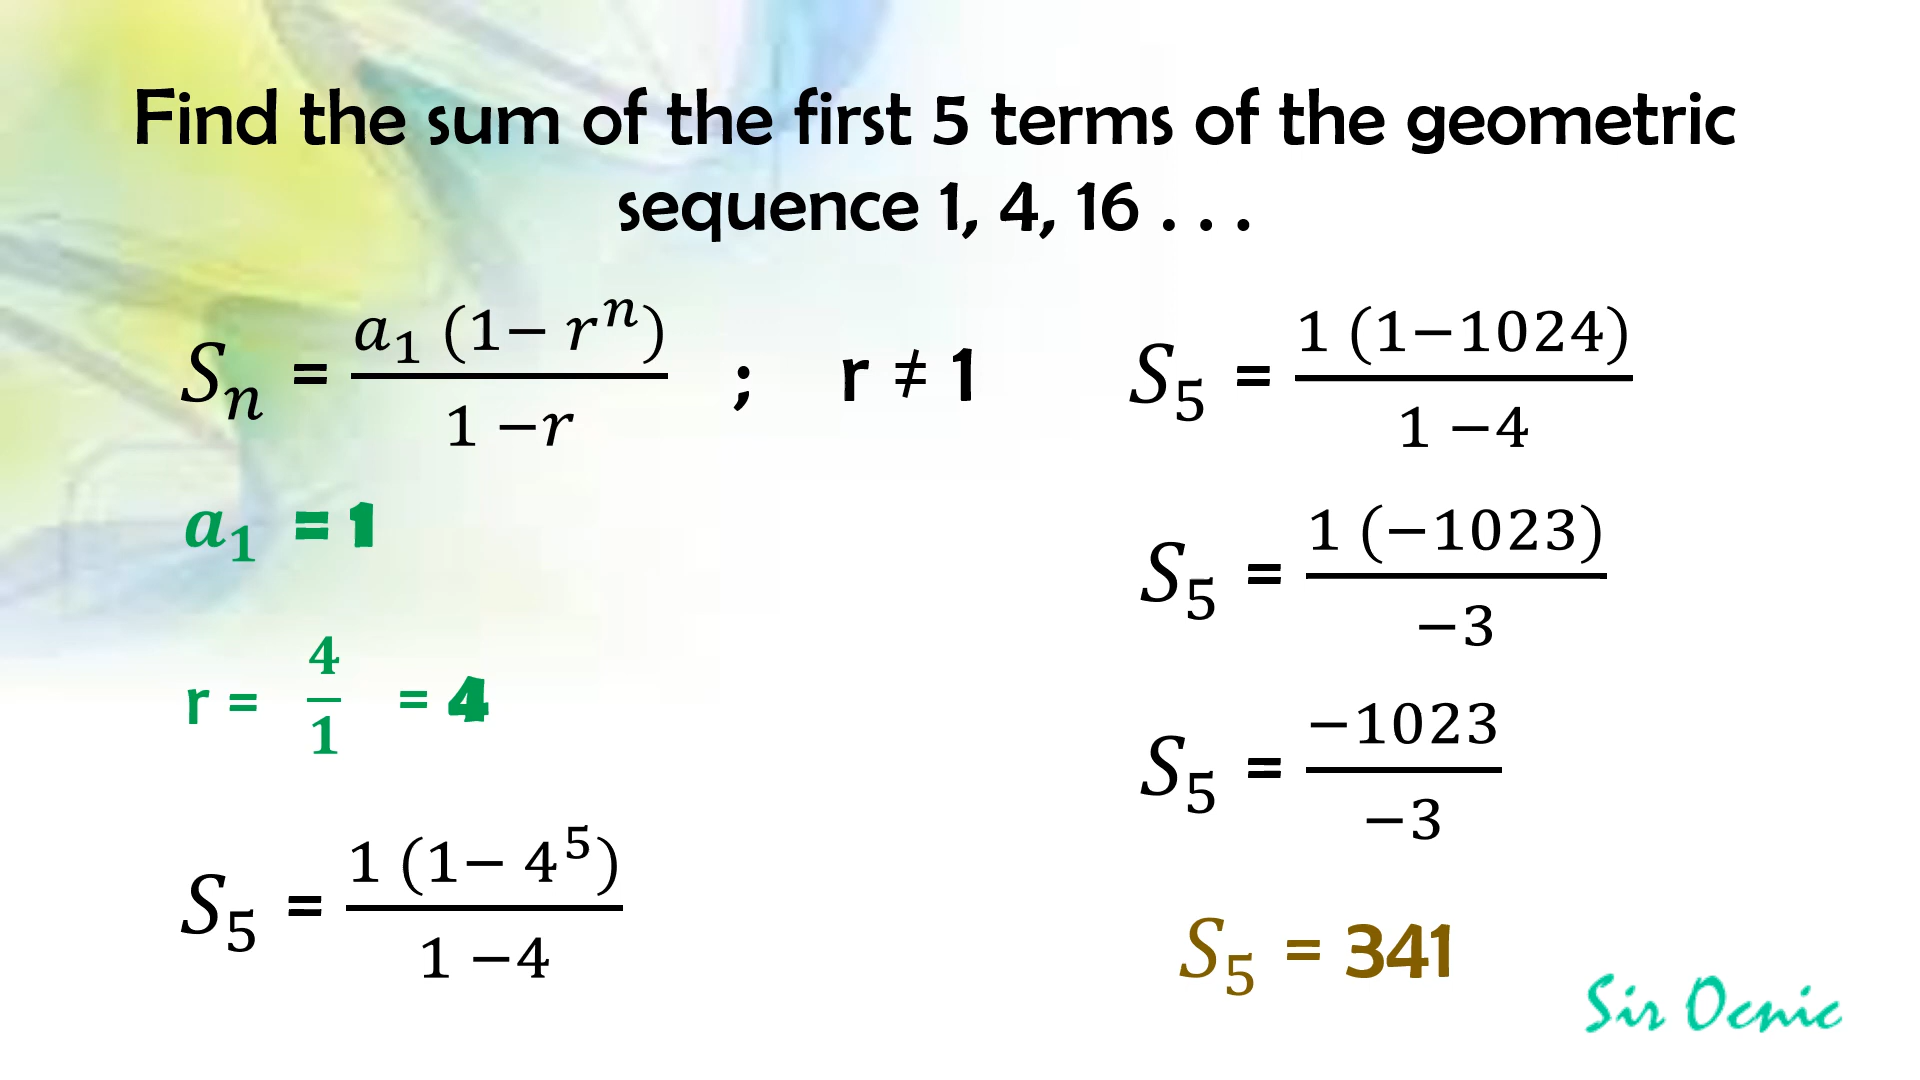 Find the sum of the first 5 terms of the geometric
sequence 1, 4, 16 . . .
Sₙ = a₁ (1− rⁿ) / 1 −r ; r ≠ 1
a₁ = 1
r = 4/1 = 4
S₅ = 1 (1− 4⁵) / 1 −4
S₅ = 1 (1−1024) / 1 −4
S₅ = 1 (−1023) / −3
S₅ = −1023 / −3
S₅ = 341
Sir Ocnic